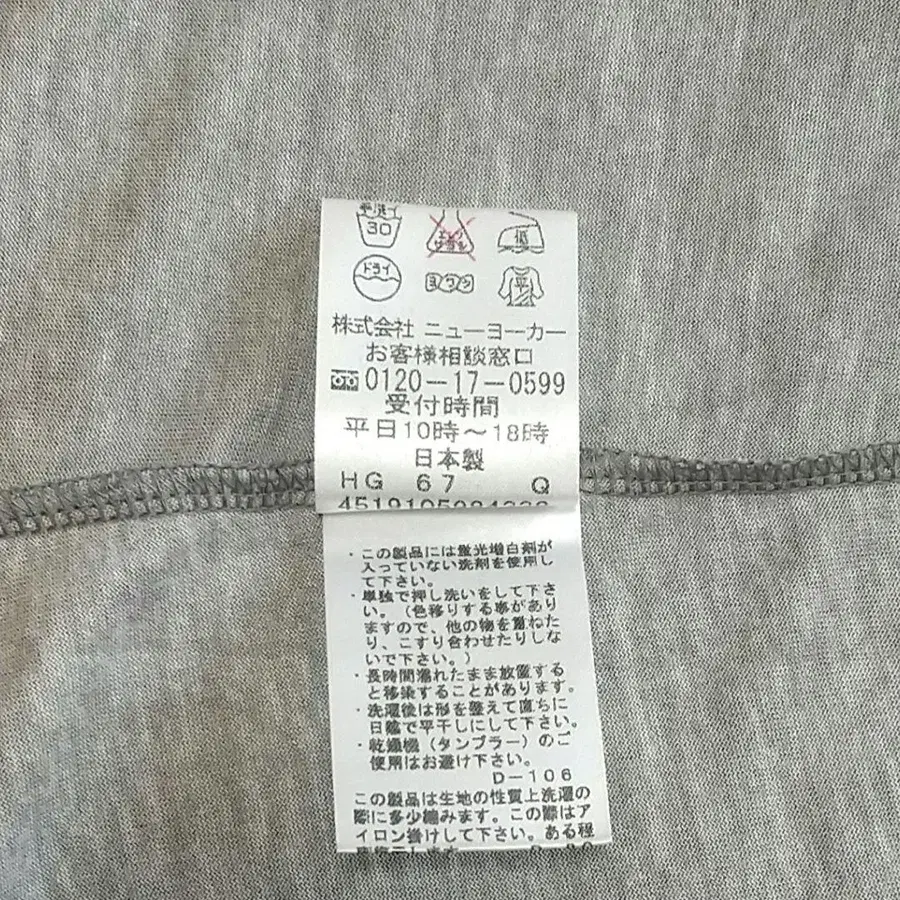 手洗イ
30
エンソ
サラシ
低
ドライ
ヨワク
平
株式会社 ニューヨーカー
お客様相談窓口
0120-17-0599
受付時間
平日10時～18時
日本製
HG 67 Q
・この製品には蛍光増白剤が
入っていない洗剤を使用し
て下さい。
・単独で押し洗いをして下さ
い。（色移りする事があり
ますので、他の物を重ねた
り、こすり合わせたりしな
いで下さい。）
・長時間濡れたまま放置する
と移染することがあります。
・洗濯後は形を整えて直ちに
日陰で平干しにして下さい。
・乾燥機（タンブラー）のご
使用はお避け下さい。
D-106
この製品は生地の性質上洗濯の
際に多少縮みます。この際はア
イロン掛けして下さい。ある程